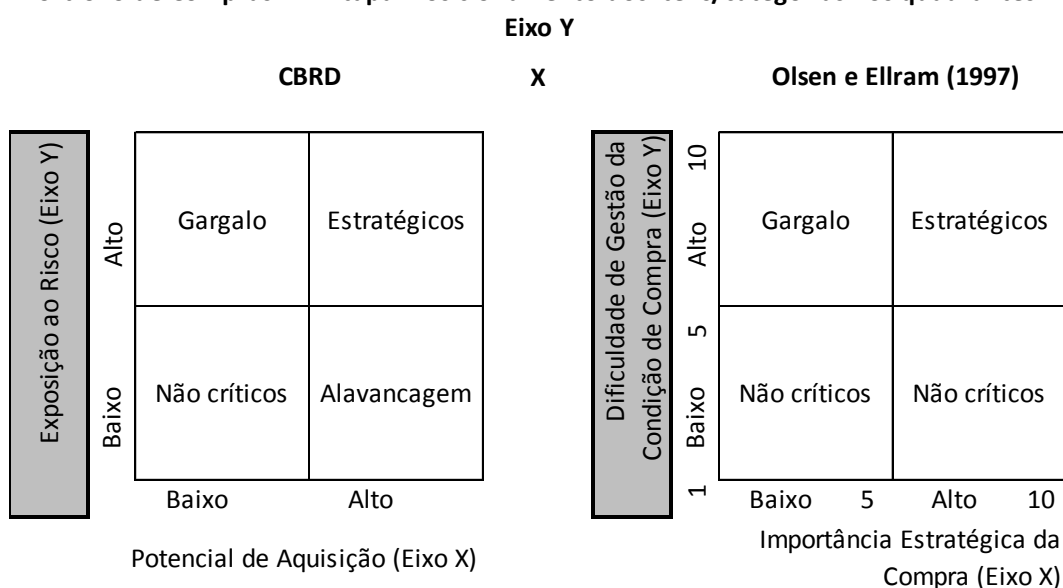 Eixo Y
CBRD X Olsen e Ellram (1997)
Exposição ao Risco (Eixo Y)
Alto
Baixo
Gargalo Estratégicos
Não críticos Alavancagem
Baixo Alto
Potencial de Aquisição (Eixo X)
Dificuldade de Gestão da
Condição de Compra (Eixo Y)
1 Baixo 5 Alto 10
Gargalo Estratégicos
Não críticos Não críticos
Baixo 5 Alto 10
Importância Estratégica da
Compra (Eixo X)